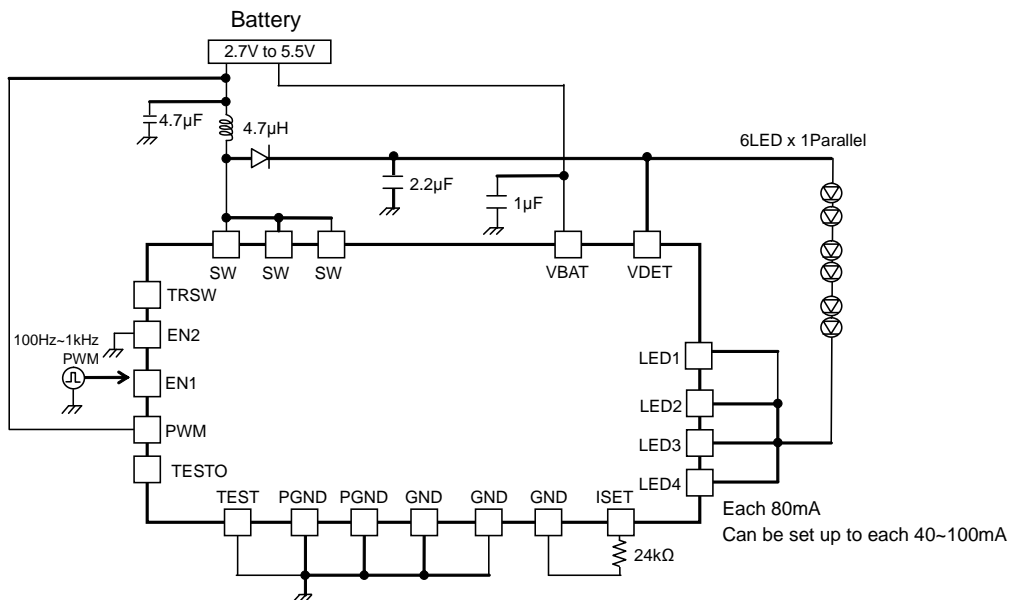 Battery
2.7V to 5.5V
4.7μF
4.7μH
6LED x 1Parallel
2.2μF
1μF
SW
SW
SW
VBAT
VDET
TRSW
EN2
100Hz~1kHz
PWM
EN1
PWM
TESTO
LED1
LED2
LED3
LED4
TEST
PGND
PGND
GND
GND
GND
ISET
Each 80mA
Can be set up to each 40~100mA
24kΩ